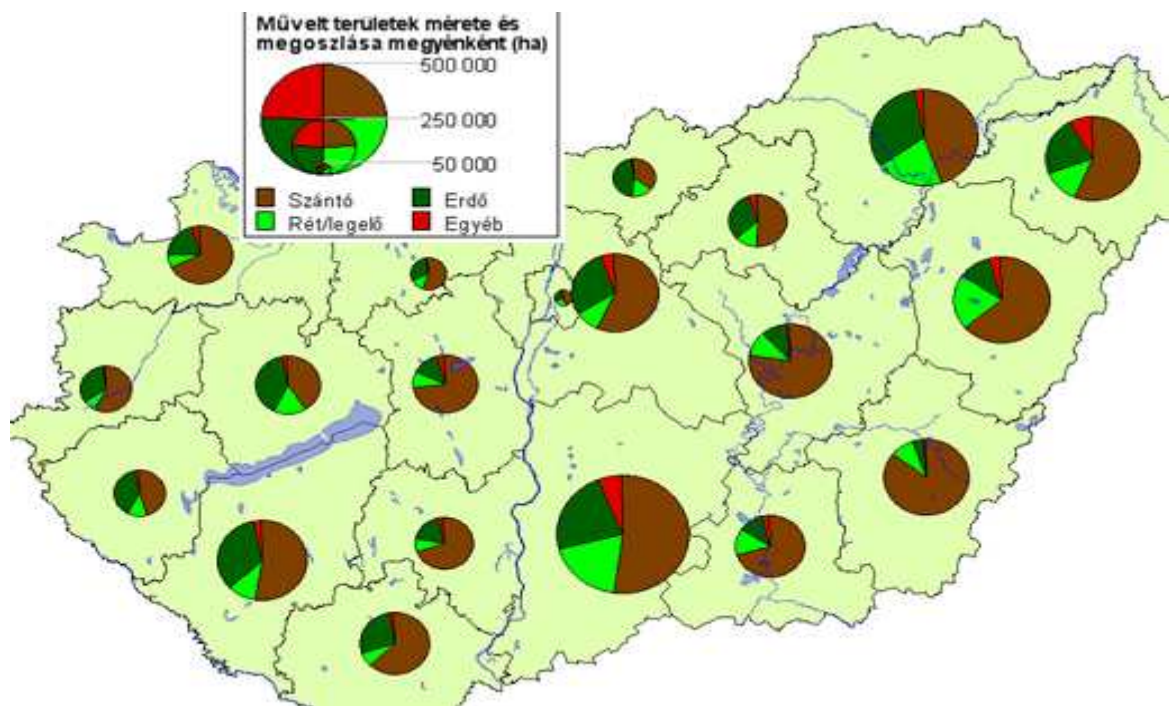 Művelt területek mérete és
megoszlása megyénként (ha)
500 000
250 000
50 000
Szántó
Erdő
Rét/legelő
Egyéb